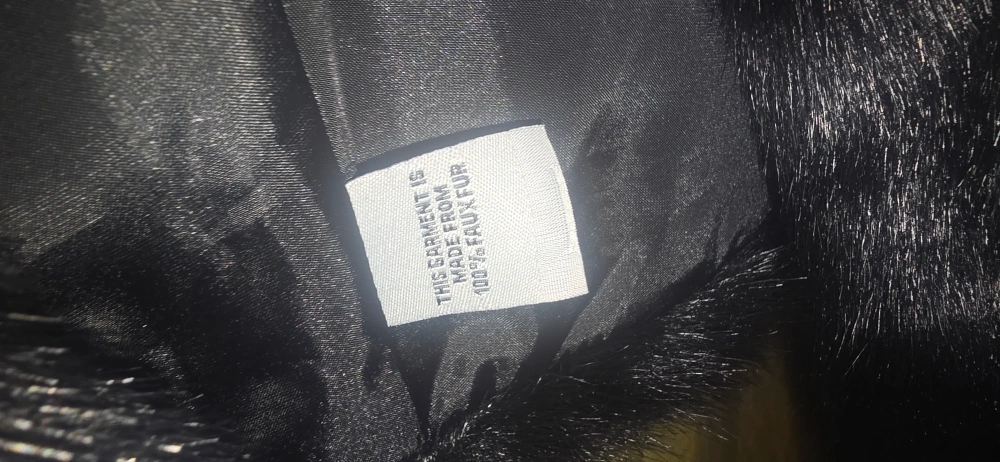 THIS GARMENT IS
MADE FROM
100% FAUX FUR